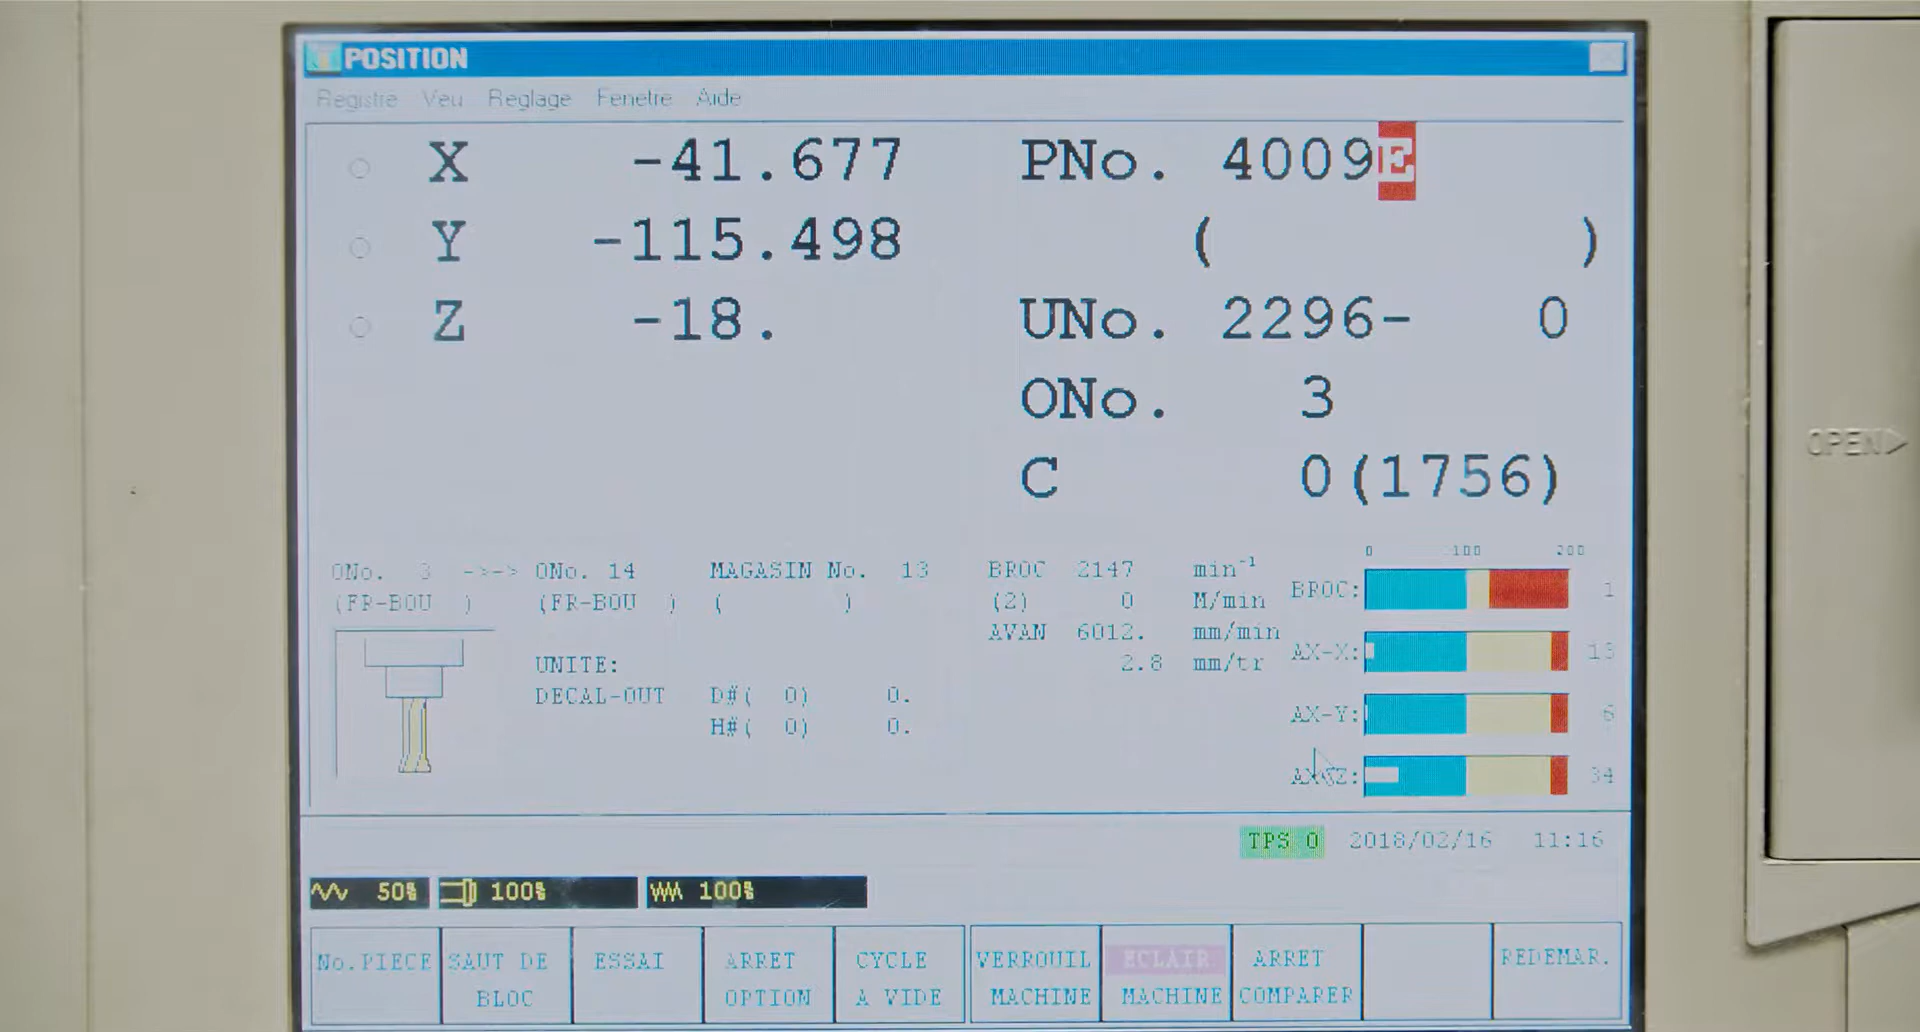 POSITION
Registre Veu Reglage Fenetre Aide
X -41.677 PNo. 4009E
Y -115.498 ( )
Z -18. UNo. 2296- 0
ONo. 3
C 0(1756)
0 100 200
ONo. 3 ->-> ONo. 14 MAGASIN No. 13 BROC 2147 min⁻¹ BROC: 1
(FR-BOU ) (FR-BOU ) ( ) (2) 0 M/min
AVAN 6012. mm/min AX-X: 13
UNITE: 2.8 mm/tr
DECAL-OUT D#( 0) 0. AX-Y: 6
H#( 0) 0.
AX-Z: 34
TPS 0 2018/02/16 11:16
50% 100% 100%
No.PIECE SAUT DE BLOC ESSAI ARRET OPTION CYCLE A VIDE VERROUIL MACHINE ECLAIR MACHINE ARRET COMPARER REDEMAR.
OPEN